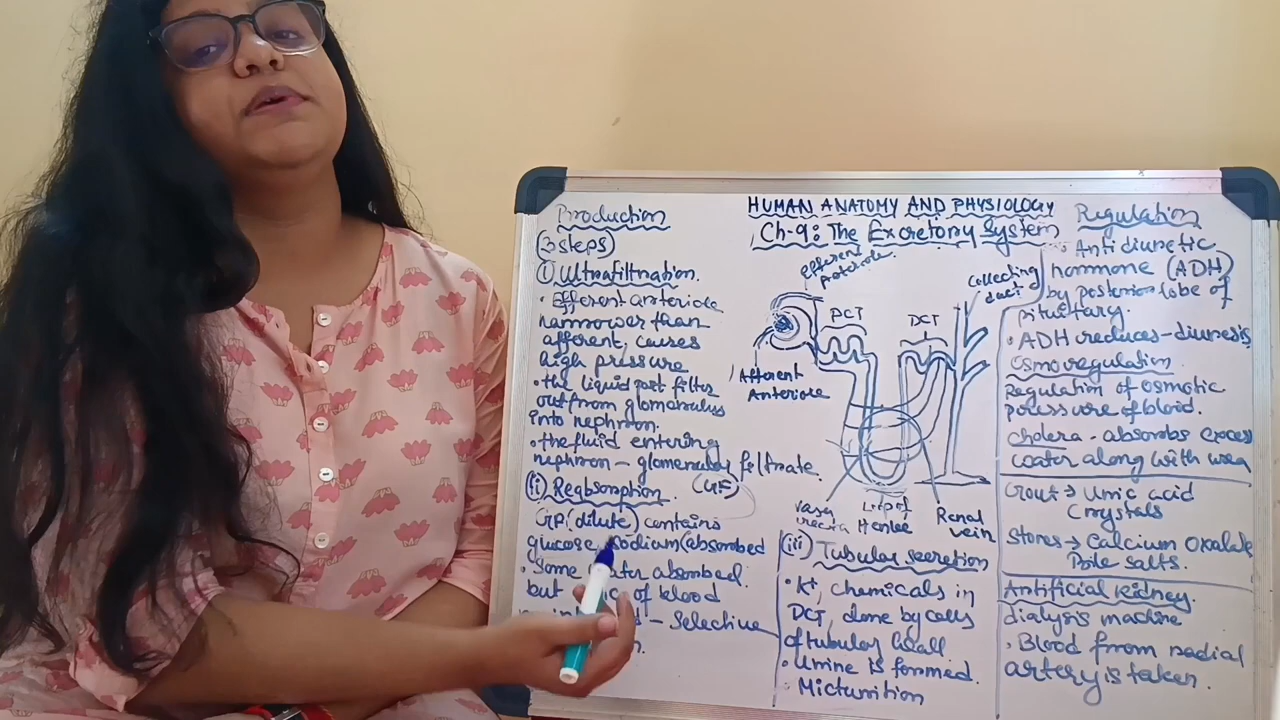 HUMAN ANATOMY AND PHYSIOLOGY
Ch-9: The Excretory System
Production
(3 steps)
(i) Ultrafiltration.
• Efferent arteriole
narrower than
afferent, causes
high pressure
• the liquid part filter
out from glomerulus
into nephron.
• the fluid entering
nephron - glomerular filtrate.
(GF)
(ii) Reabsorption.
(dilute) contains
glucose, sodium (absorbed
• Some water absorbed.
but of blood
- Selective
Efferent
PCT
DCT
Collecting
duct
Afferent
Arteriole
Vasa
Loop of
Henlee
Renal
vein
(iii) Tubular secretion
• K+, chemicals in
DCT, done by cells
of tubular wall
• Urine is formed.
• Micturition
Regulation
Antidiuretic
hormone (ADH)
by posterior lobe of
pituitary.
• ADH reduces - diuresis
Osmoregulation
Regulation of osmotic
pressure of blood.
cholera - absorbs excess
water along with urea
Gout → Uric acid
Crystals
Stones → Calcium Oxalate
Bile salts.
Artificial kidney.
dialysis machine
• Blood from radial
artery is taken.